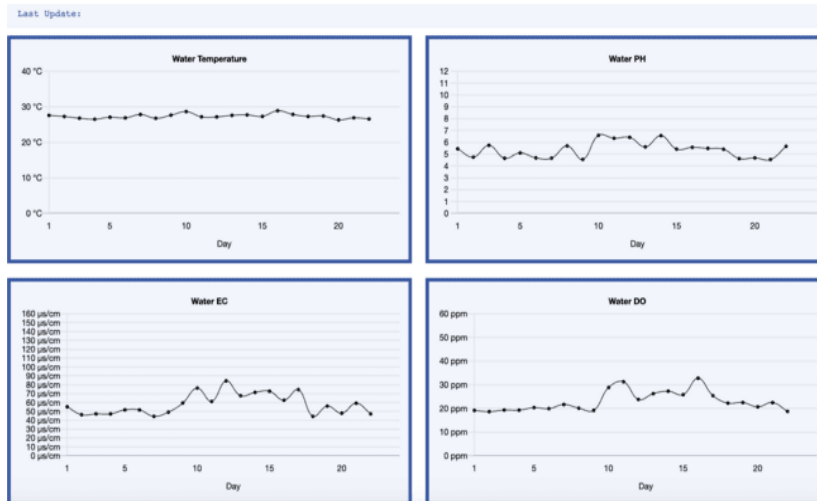 Last Update:
Water Temperature
40 °C
30 °C
20 °C
10 °C
0 °C
1 5 10 15 20
Day
Water PH
12
11
10
9
8
7
6
5
4
3
2
1
0
1 5 10 15 20
Day
Water EC
160 µs/cm
150 µs/cm
140 µs/cm
130 µs/cm
120 µs/cm
110 µs/cm
100 µs/cm
90 µs/cm
80 µs/cm
70 µs/cm
60 µs/cm
50 µs/cm
40 µs/cm
30 µs/cm
20 µs/cm
10 µs/cm
0 µs/cm
1 5 10 15 20
Day
Water DO
60 ppm
50 ppm
40 ppm
30 ppm
20 ppm
10 ppm
0 ppm
1 5 10 15 20
Day